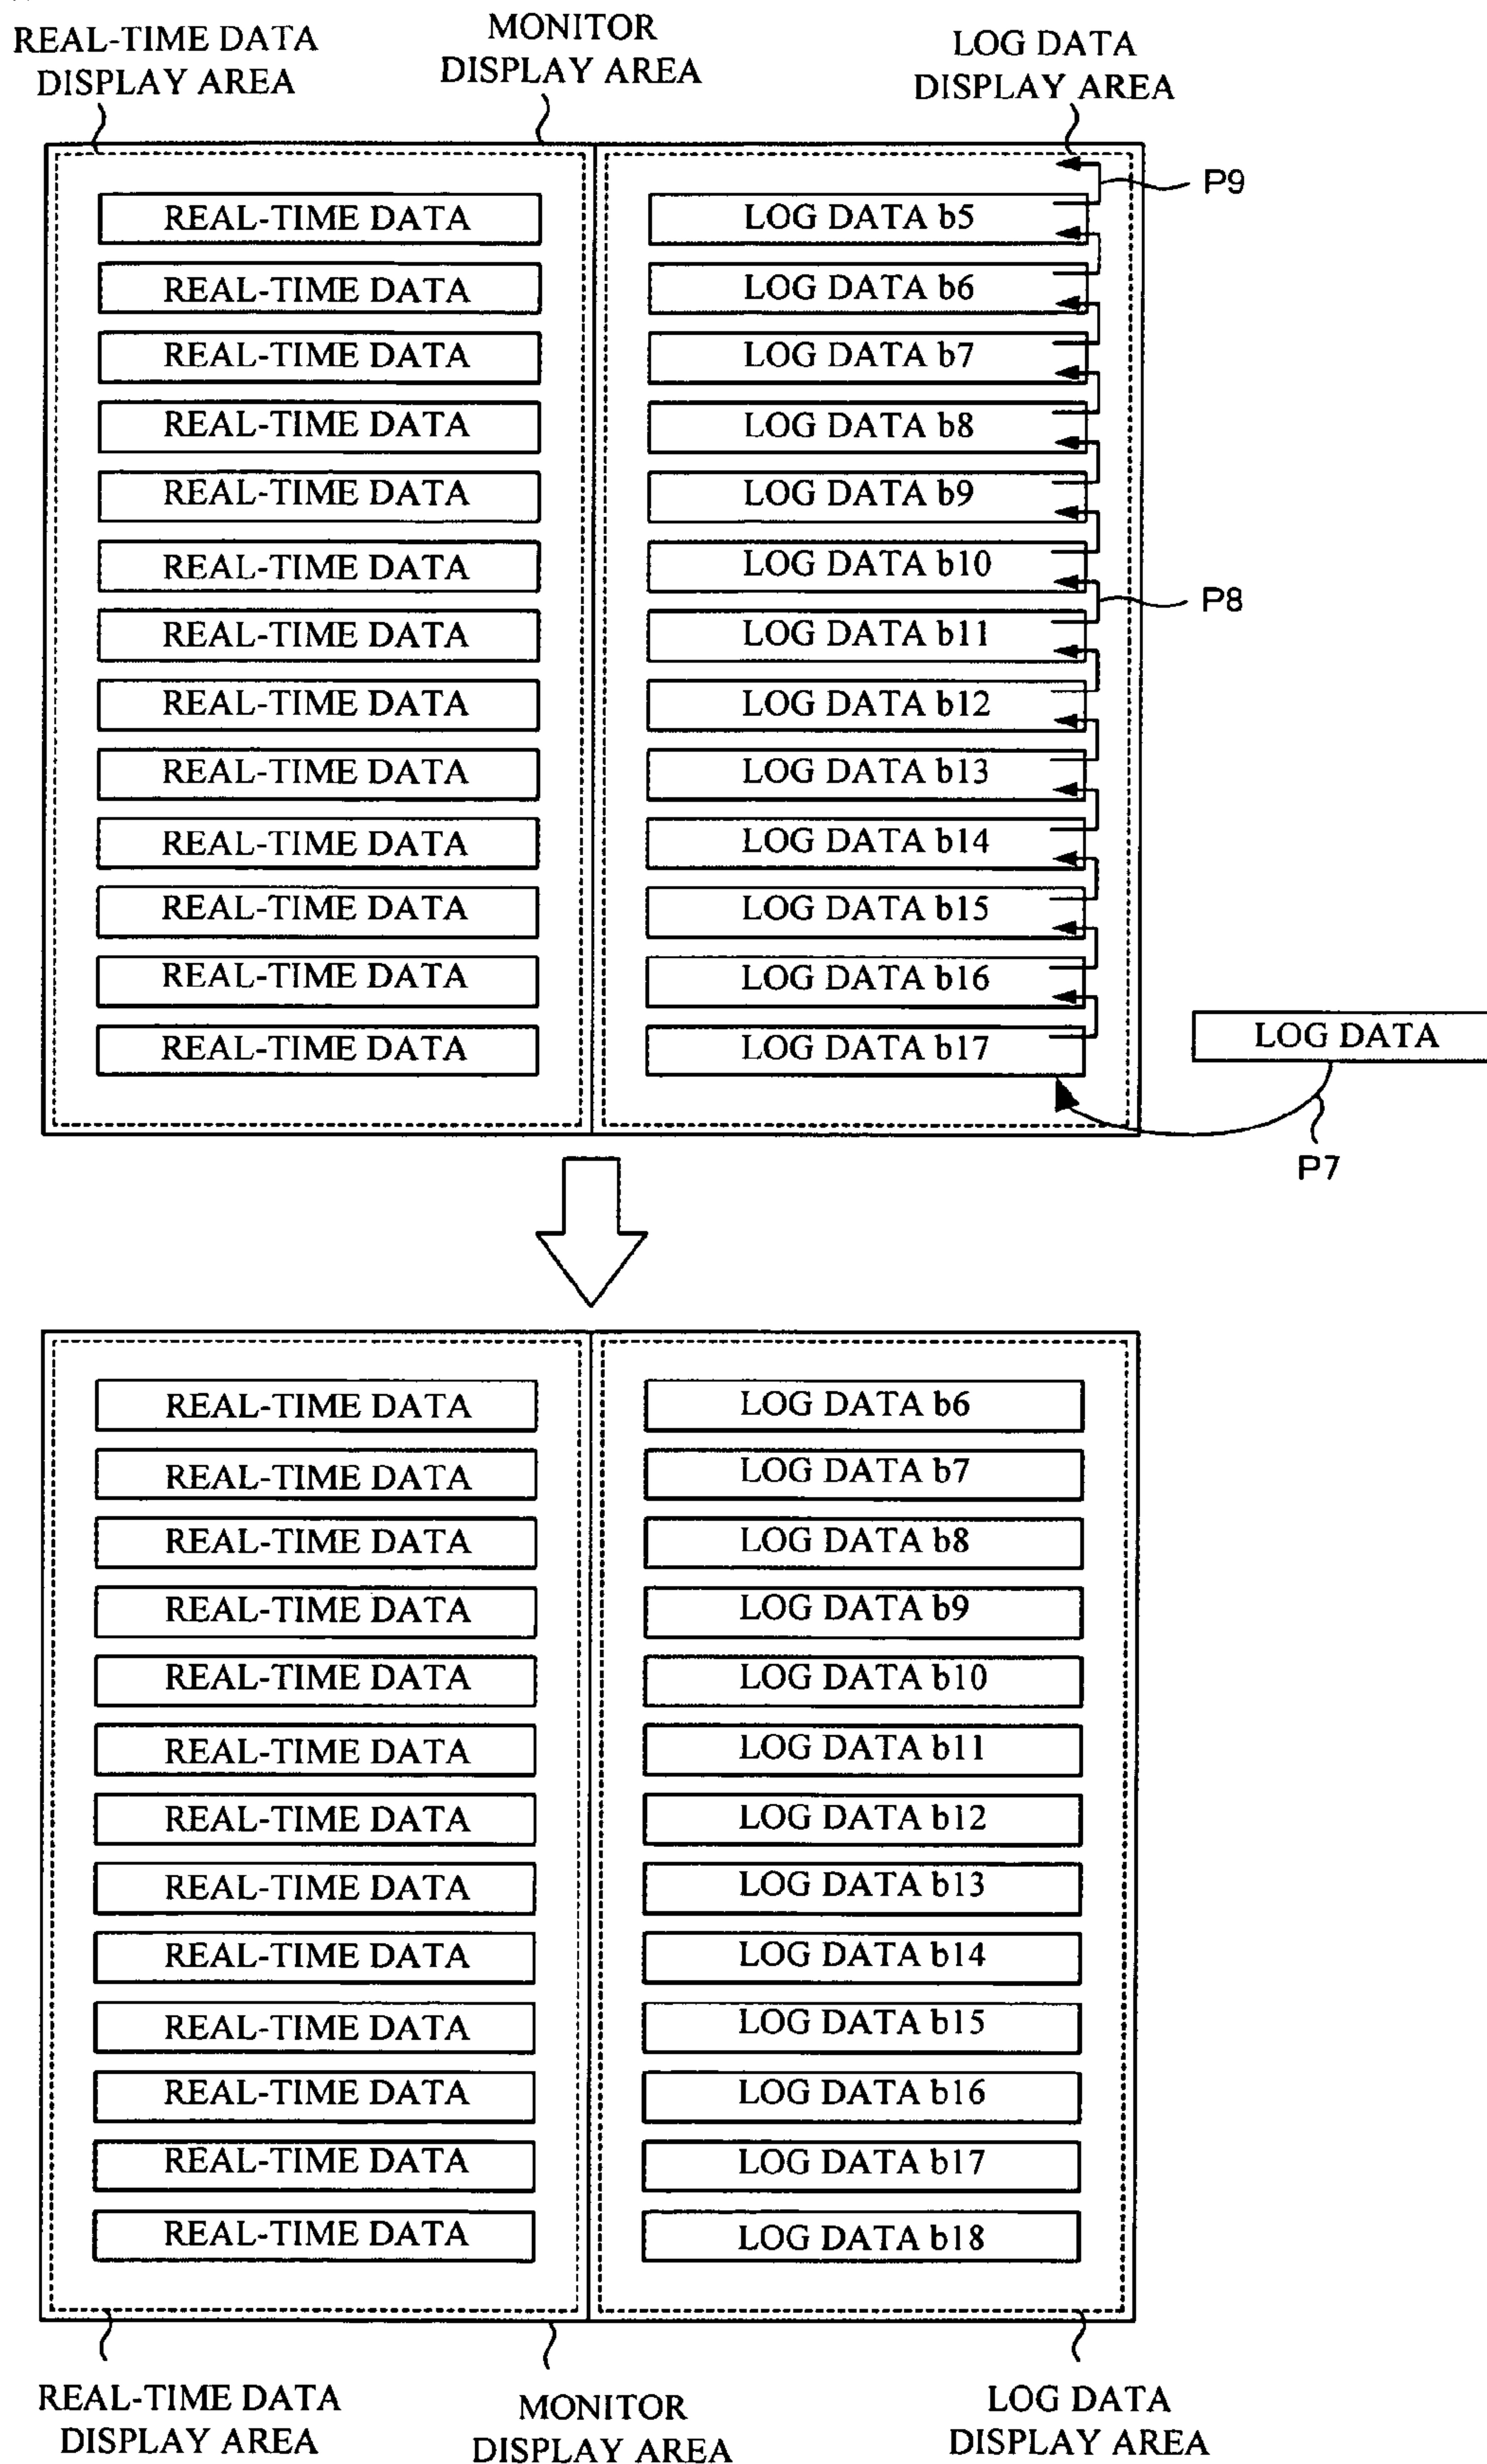 REAL-TIME DATA
DISPLAY AREA
MONITOR
DISPLAY AREA
LOG DATA
DISPLAY AREA
P9
REAL-TIME DATA
LOG DATA b5
REAL-TIME DATA
LOG DATA b6
REAL-TIME DATA
LOG DATA b7
REAL-TIME DATA
LOG DATA b8
REAL-TIME DATA
LOG DATA b9
REAL-TIME DATA
LOG DATA b10
P8
REAL-TIME DATA
LOG DATA b11
REAL-TIME DATA
LOG DATA b12
REAL-TIME DATA
LOG DATA b13
REAL-TIME DATA
LOG DATA b14
REAL-TIME DATA
LOG DATA b15
REAL-TIME DATA
LOG DATA b16
REAL-TIME DATA
LOG DATA b17
LOG DATA
P7
REAL-TIME DATA
LOG DATA b6
REAL-TIME DATA
LOG DATA b7
REAL-TIME DATA
LOG DATA b8
REAL-TIME DATA
LOG DATA b9
REAL-TIME DATA
LOG DATA b10
REAL-TIME DATA
LOG DATA b11
REAL-TIME DATA
LOG DATA b12
REAL-TIME DATA
LOG DATA b13
REAL-TIME DATA
LOG DATA b14
REAL-TIME DATA
LOG DATA b15
REAL-TIME DATA
LOG DATA b16
REAL-TIME DATA
LOG DATA b17
REAL-TIME DATA
LOG DATA b18
REAL-TIME DATA
DISPLAY AREA
MONITOR
DISPLAY AREA
LOG DATA
DISPLAY AREA